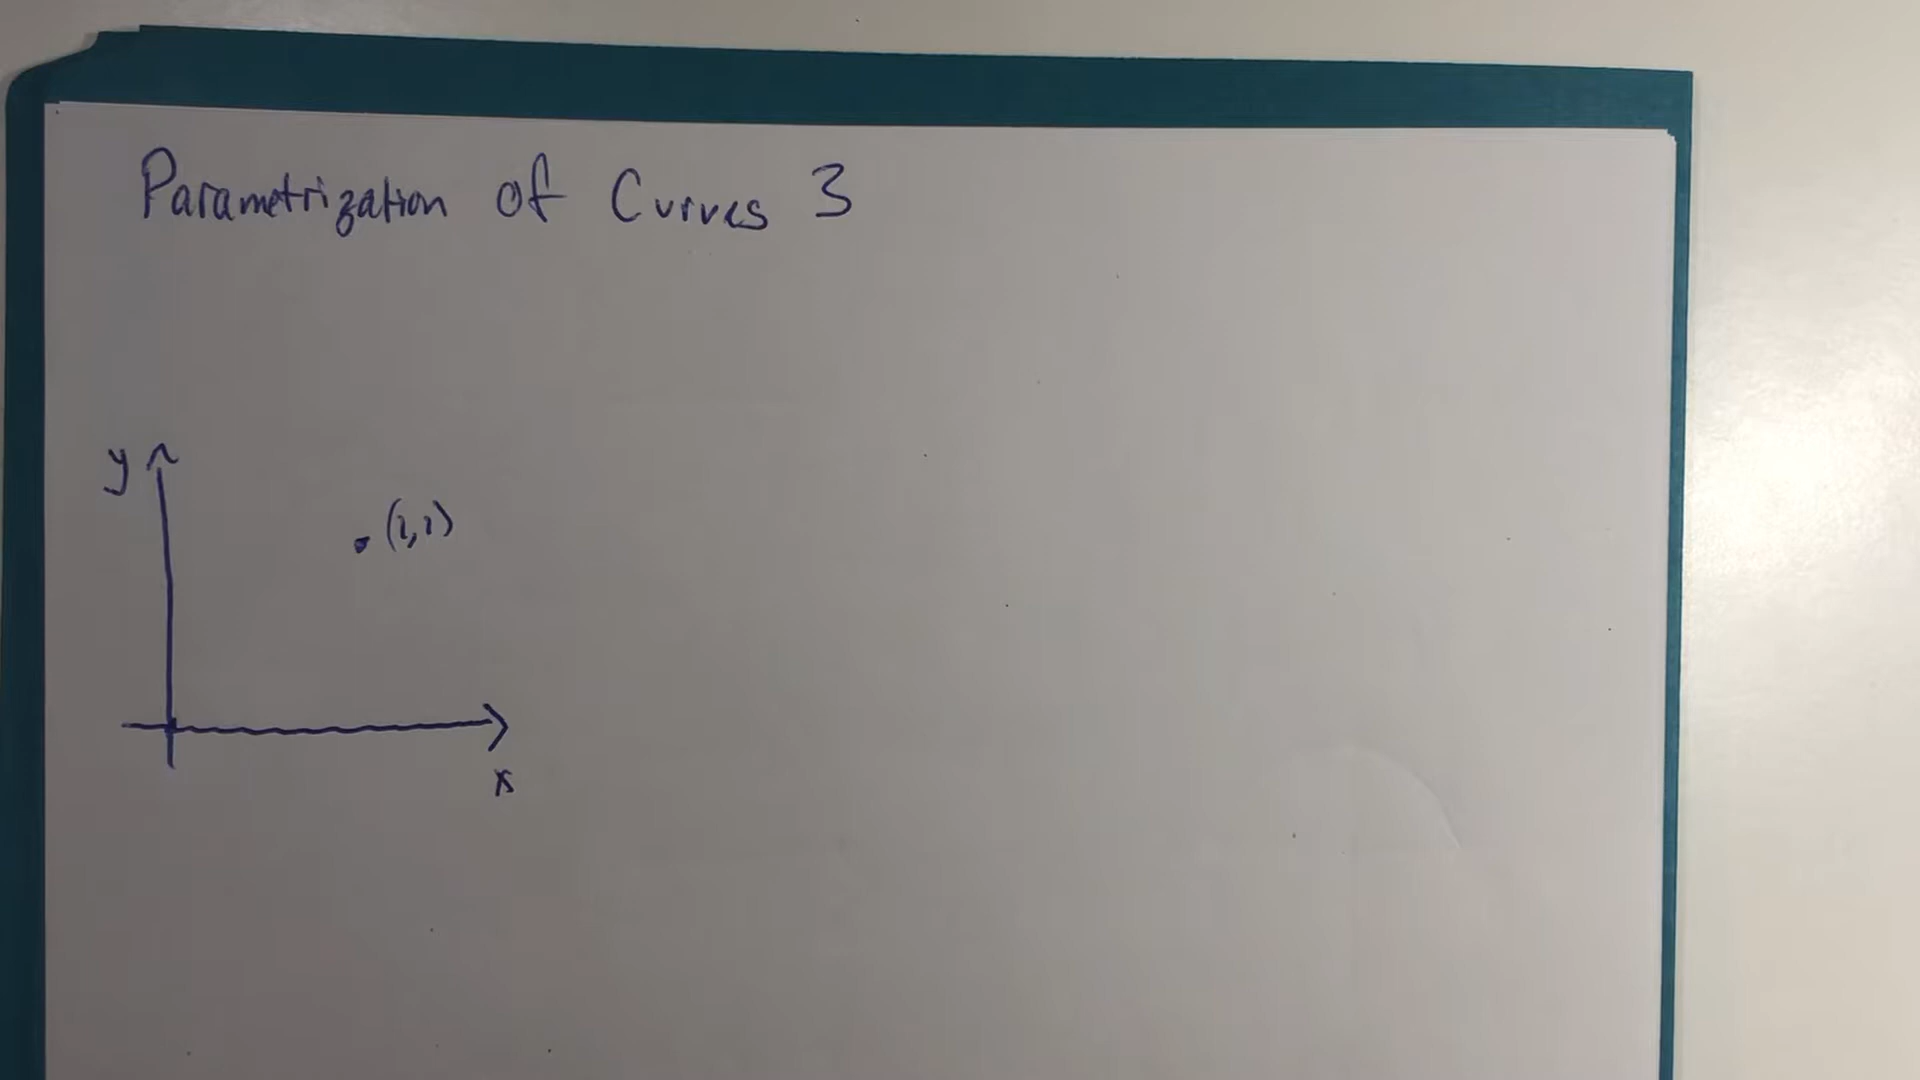 Parametrization of Curves 3
y
(1,1)
x